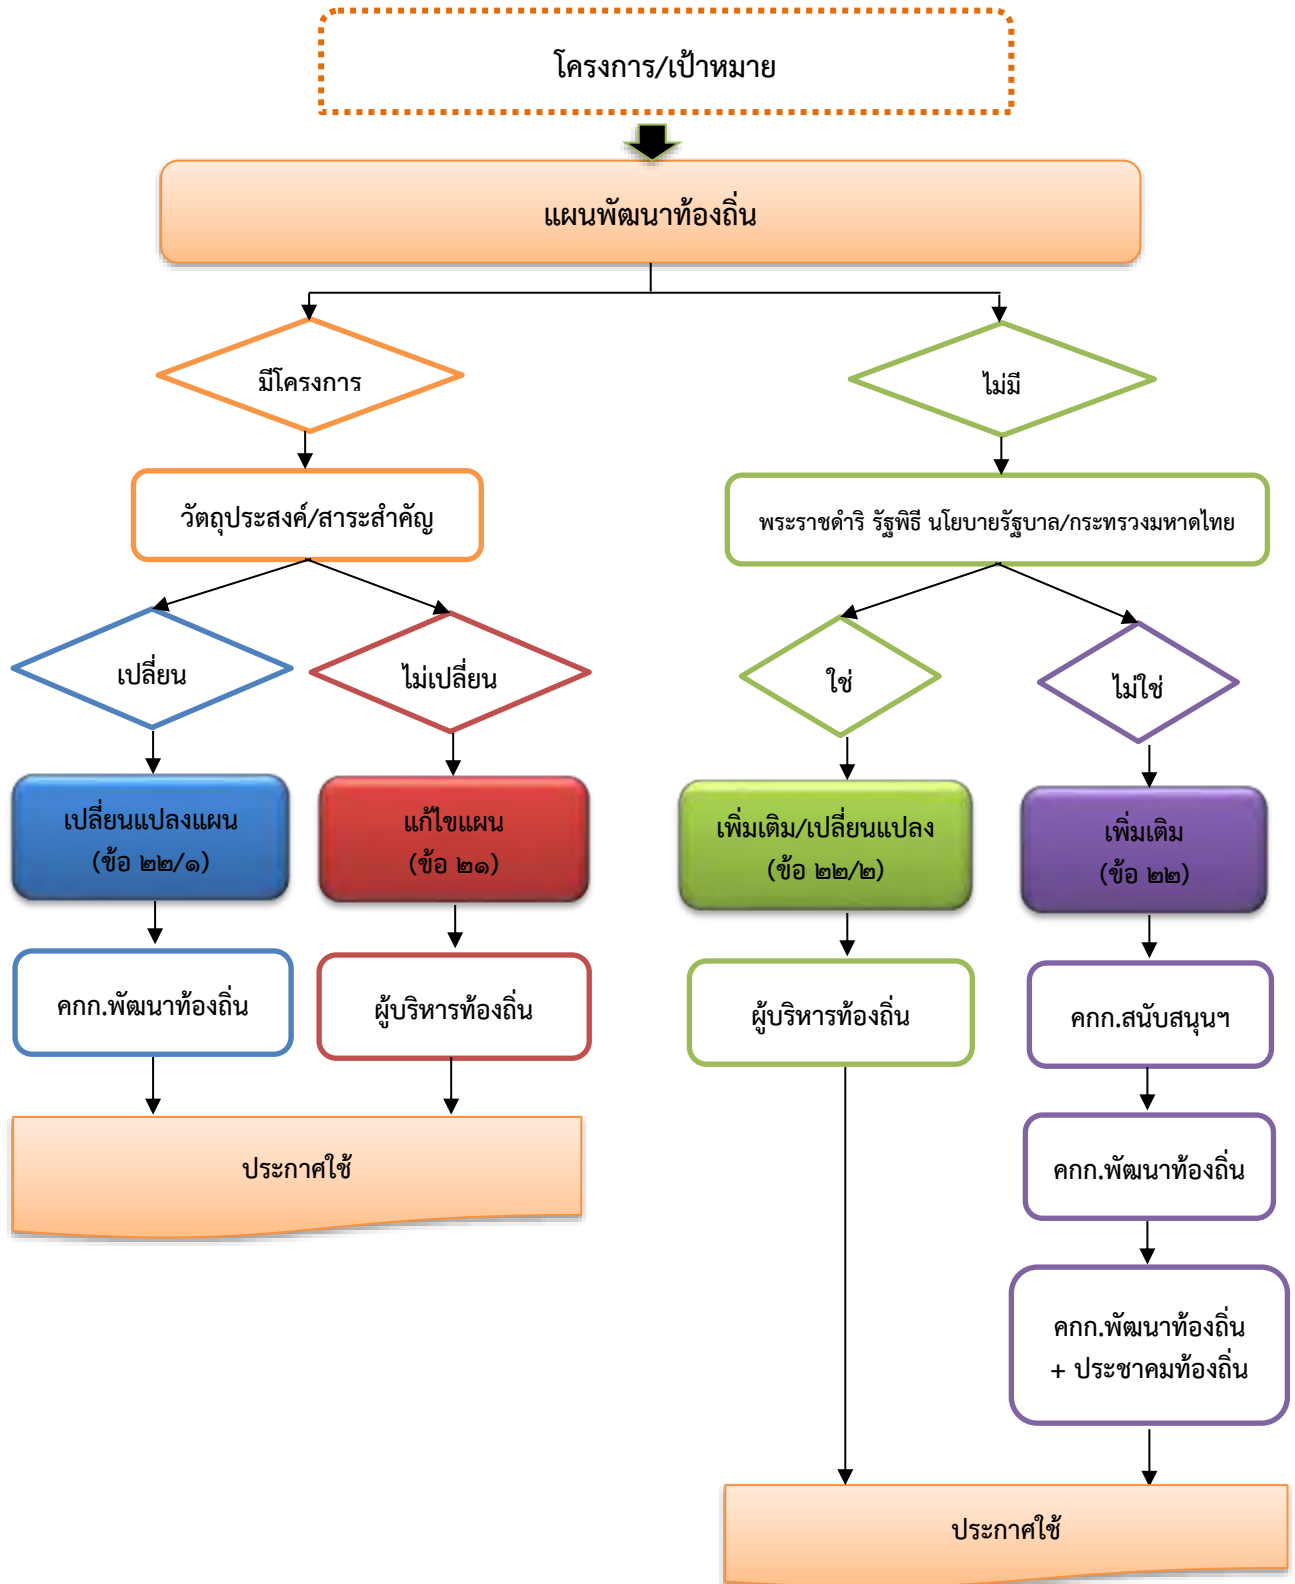 โครงการ/เป้าหมาย
แผนพัฒนาท้องถิ่น
มีโครงการ
ไม่มี
วัตถุประสงค์/สาระสำคัญ
พระราชดำริ รัฐพิธี นโยบายรัฐบาล/กระทรวงมหาดไทย
เปลี่ยน
ไม่เปลี่ยน
ใช่
ไม่ใช่
เปลี่ยนแปลงแผน
(ข้อ ๒๒/๑)
แก้ไขแผน
(ข้อ ๒๑)
เพิ่มเติม/เปลี่ยนแปลง
(ข้อ ๒๒/๒)
เพิ่มเติม
(ข้อ ๒๒)
คกก.พัฒนาท้องถิ่น
ผู้บริหารท้องถิ่น
ผู้บริหารท้องถิ่น
คกก.สนับสนุนฯ
คกก.พัฒนาท้องถิ่น
คกก.พัฒนาท้องถิ่น
+ ประชาคมท้องถิ่น
ประกาศใช้
ประกาศใช้